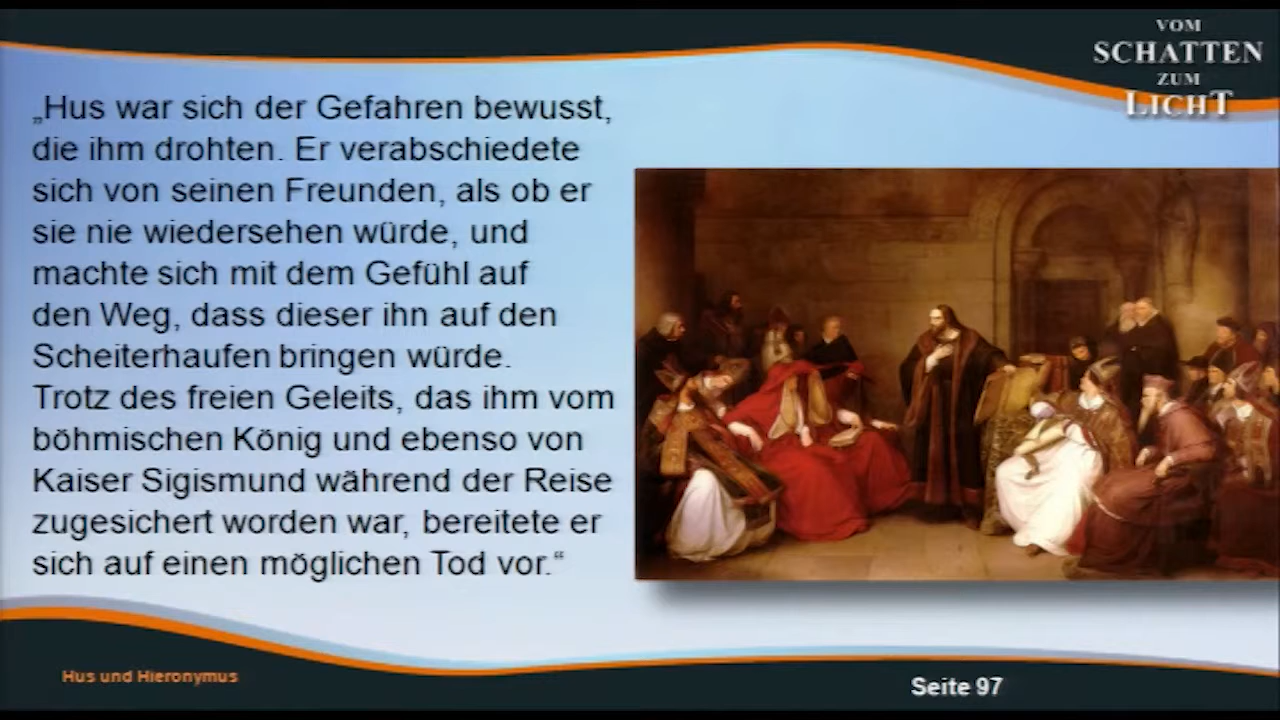 VOM
SCHATTEN
ZUM
LICHT
„Hus war sich der Gefahren bewusst,
die ihm drohten. Er verabschiedete
sich von seinen Freunden, als ob er
sie nie wiedersehen würde, und
machte sich mit dem Gefühl auf
den Weg, dass dieser ihn auf den
Scheiterhaufen bringen würde.
Trotz des freien Geleits, das ihm vom
böhmischen König und ebenso von
Kaiser Sigismund während der Reise
zugesichert worden war, bereitete er
sich auf einen möglichen Tod vor.“
Hus und Hieronymus
Seite 97